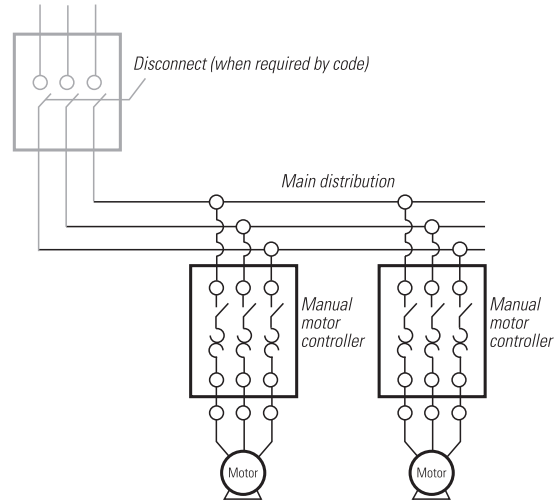 Disconnect (when required by code)
Main distribution
Manual
motor
controller
Manual
motor
controller
Motor
Motor